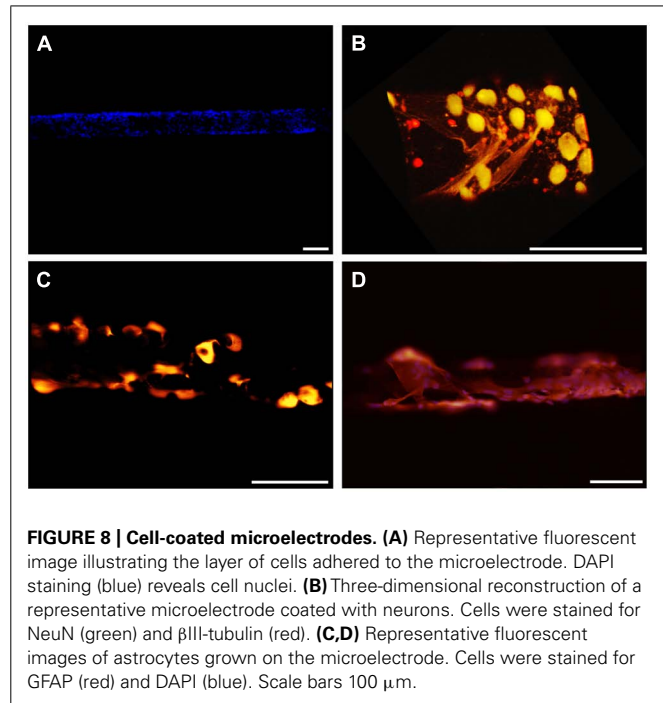 A
B
C
D
FIGURE 8 | Cell-coated microelectrodes. (A) Representative fluorescent
image illustrating the layer of cells adhered to the microelectrode. DAPI
staining (blue) reveals cell nuclei. (B) Three-dimensional reconstruction of a
representative microelectrode coated with neurons. Cells were stained for
NeuN (green) and βIII-tubulin (red). (C,D) Representative fluorescent
images of astrocytes grown on the microelectrode. Cells were stained for
GFAP (red) and DAPI (blue). Scale bars 100 μm.